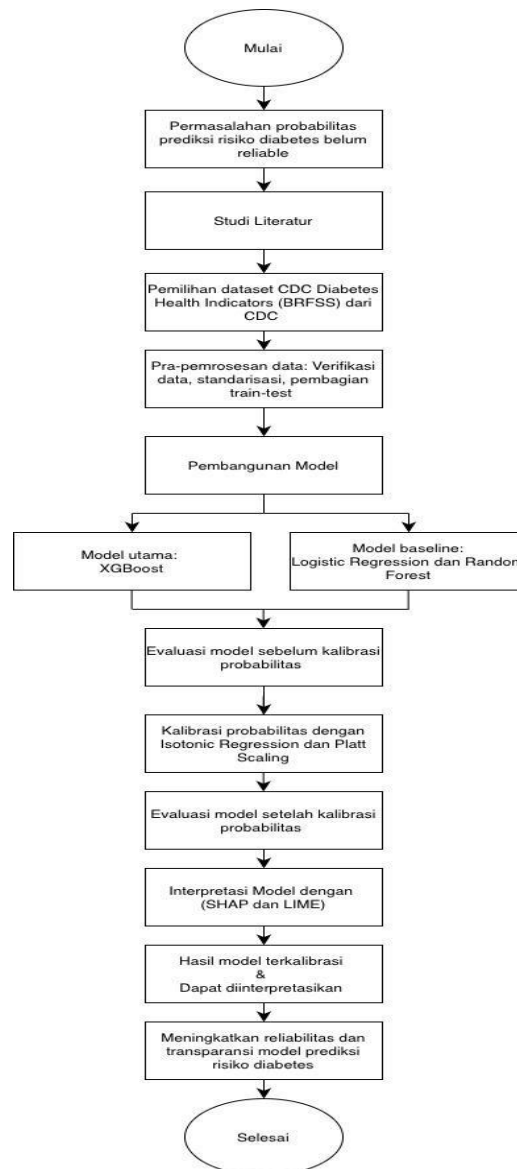 Mulai
Permasalahan probabilitas
prediksi risiko diabetes belum
reliable
Studi Literatur
Pemilihan dataset CDC Diabetes
Health Indicators (BRFSS) dari
CDC
Pra-pemrosesan data: Verifikasi
data, standarisasi, pembagian
train-test
Pembangunan Model
Model utama:
XGBoost
Model baseline:
Logistic Regression dan Random
Forest
Evaluasi model sebelum kalibrasi
probabilitas
Kalibrasi probabilitas dengan
Isotonic Regression dan Platt
Scaling
Evaluasi model setelah kalibrasi
probabilitas
Interpretasi Model dengan
(SHAP dan LIME)
Hasil model terkalibrasi
&
Dapat diinterpretasikan
Meningkatkan reliabilitas dan
transparansi model prediksi
risiko diabetes
Selesai